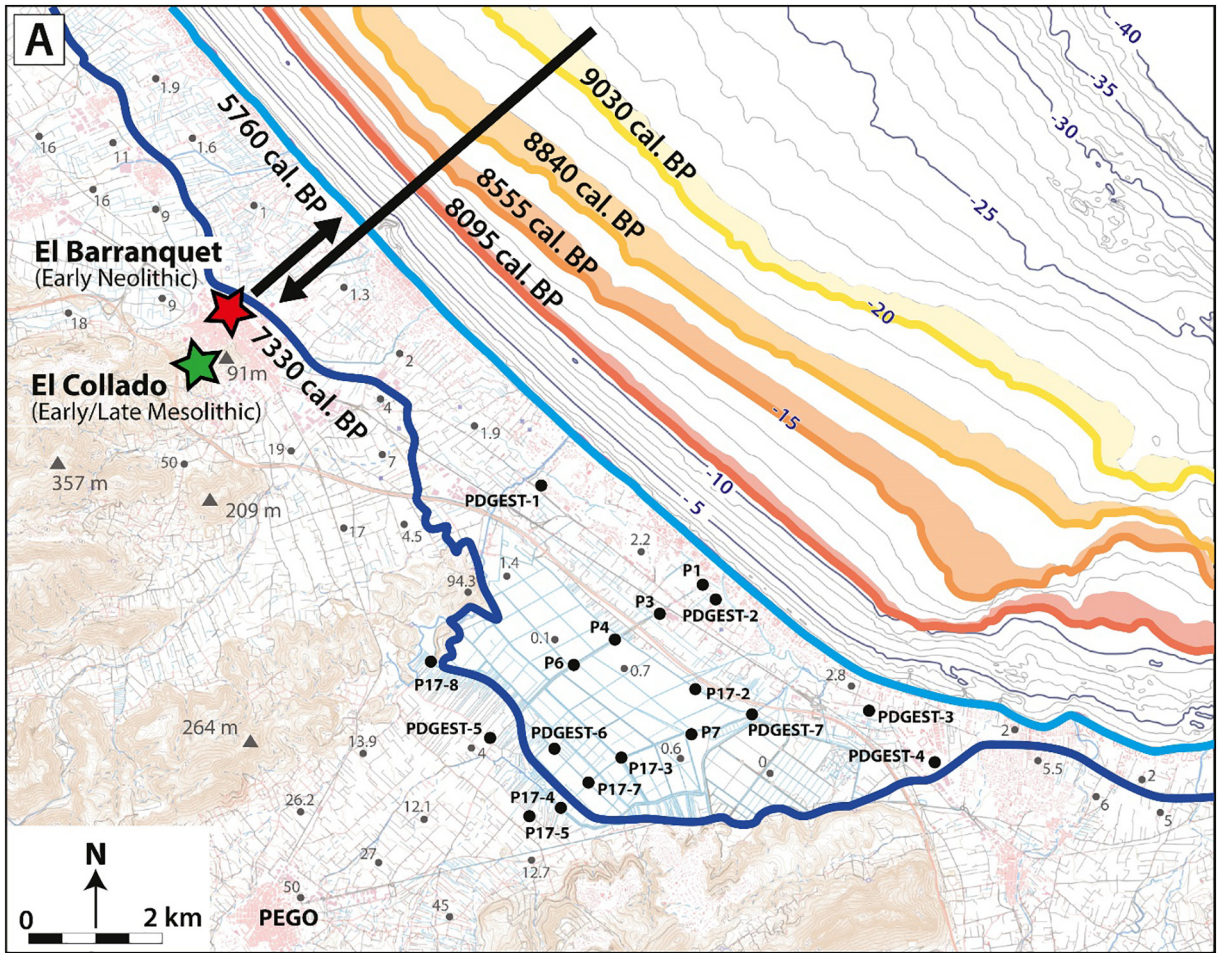 A
-40
-35
-30
-25
-20
-15
-10
-5
9030 cal. BP
8840 cal. BP
8555 cal. BP
8095 cal. BP
5760 cal. BP
7330 cal. BP
1.9
16
11
1.6
16
9
1
El Barranquet
(Early Neolithic)
9
18
1.3
2
91m
El Collado
(Early/Late Mesolithic)
4
1.9
19
7
50
357 m
209 m
17
4.5
PDGEST-1
2.2
1.4
94.3
P1
P3
PDGEST-2
P4
0.1
P6
0.7
P17-8
P17-2
2.8
PDGEST-3
PDGEST-7
264 m
13.9
PDGEST-5
4
PDGEST-6
P7
0.6
P17-3
0
PDGEST-4
2
5.5
2
6
5
P17-7
P17-4
P17-5
26.2
12.1
27
12.7
50
45
PEGO
N
0
2 km